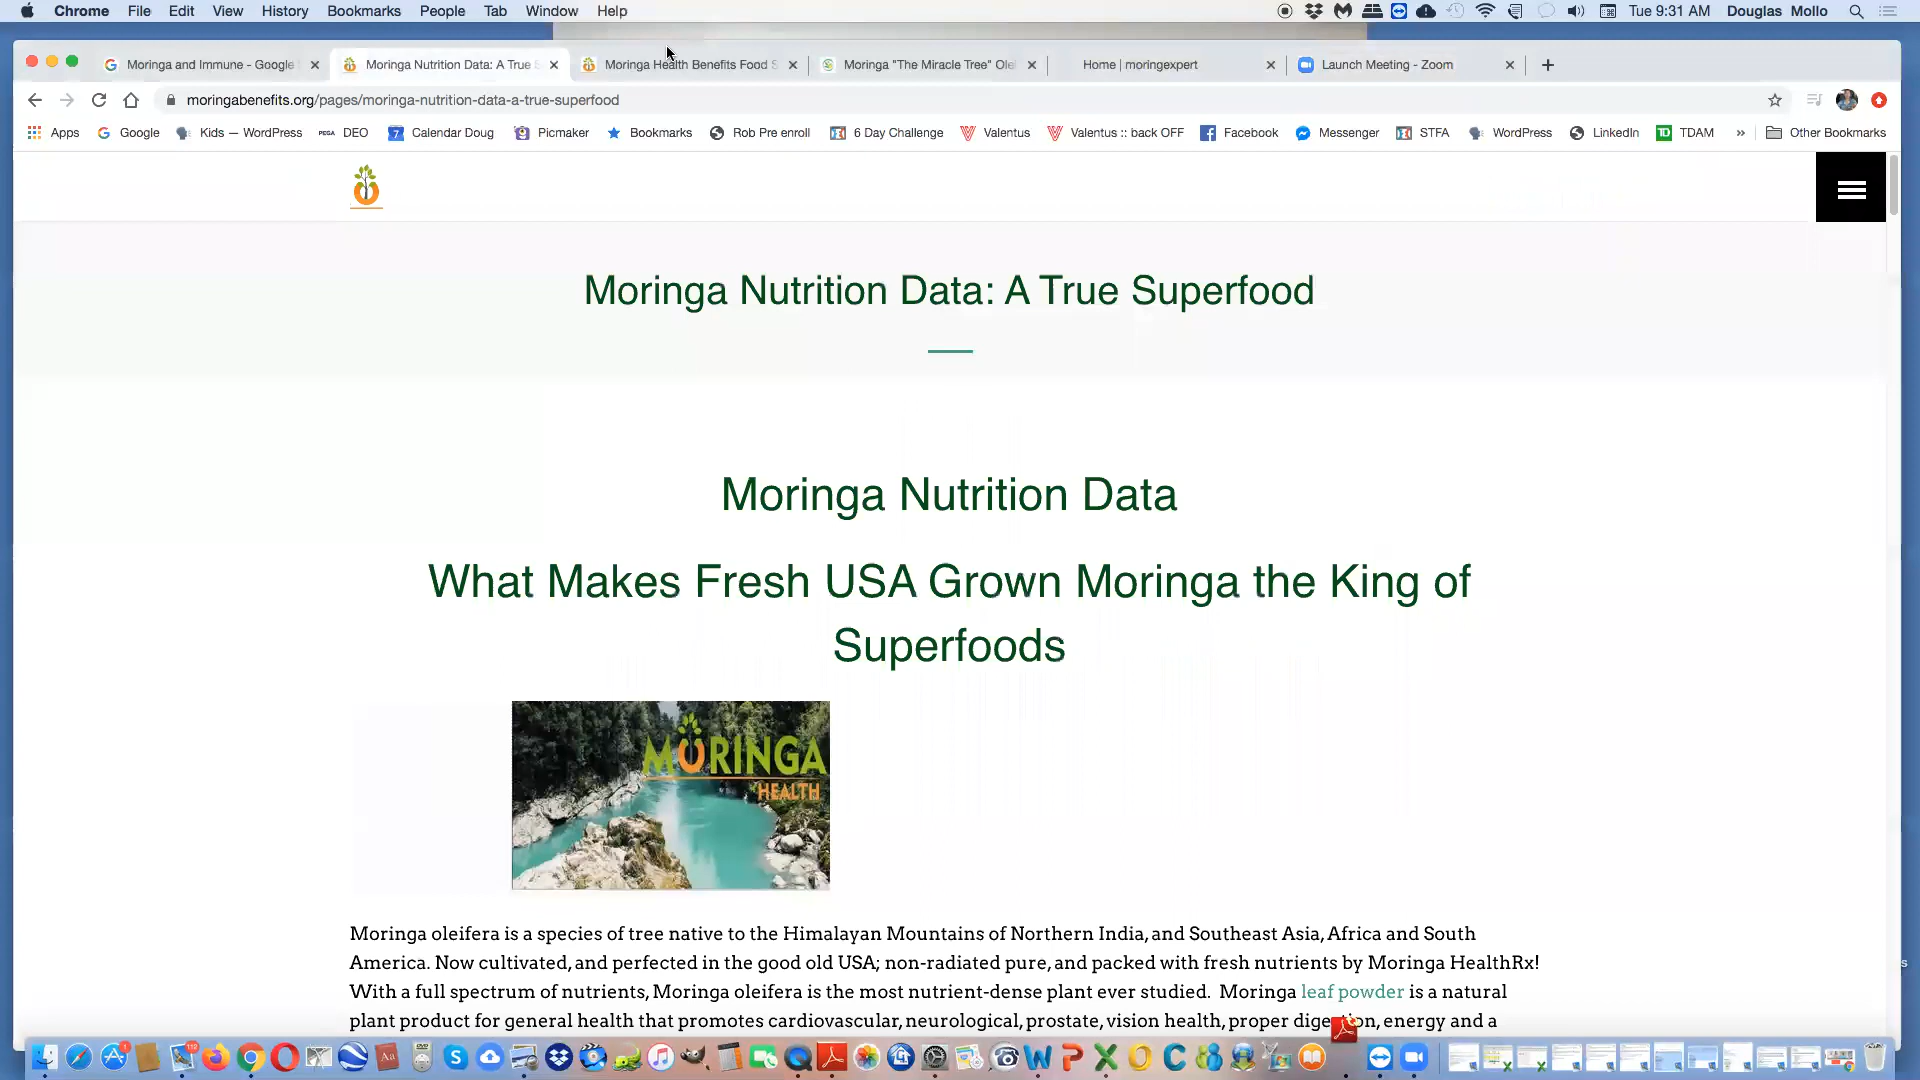 Chrome File Edit View History Bookmarks People Tab Window Help Tue 9:31 AM Douglas Mollo
Moringa and Immune - Google
Moringa Nutrition Data: A True S
Moringa Health Benefits Food S
Moringa "The Miracle Tree" Ole
Home | moringexpert
Launch Meeting - Zoom
moringabenefits.org/pages/moringa-nutrition-data-a-true-superfood
Apps Google Kids — WordPress PEGA DEO 7 Calendar Doug Picmaker Bookmarks Rob Pre enroll 6 Day Challenge Valentus Valentus :: back OFF Facebook Messenger STFA WordPress LinkedIn TD TDAM » Other Bookmarks
Moringa Nutrition Data: A True Superfood
Moringa Nutrition Data
What Makes Fresh USA Grown Moringa the King of
Superfoods
MORINGA
HEALTH
Moringa oleifera is a species of tree native to the Himalayan Mountains of Northern India, and Southeast Asia, Africa and South
America. Now cultivated, and perfected in the good old USA; non-radiated pure, and packed with fresh nutrients by Moringa HealthRx!
With a full spectrum of nutrients, Moringa oleifera is the most nutrient-dense plant ever studied. Moringa leaf powder is a natural
plant product for general health that promotes cardiovascular, neurological, prostate, vision health, proper digestion, energy and a